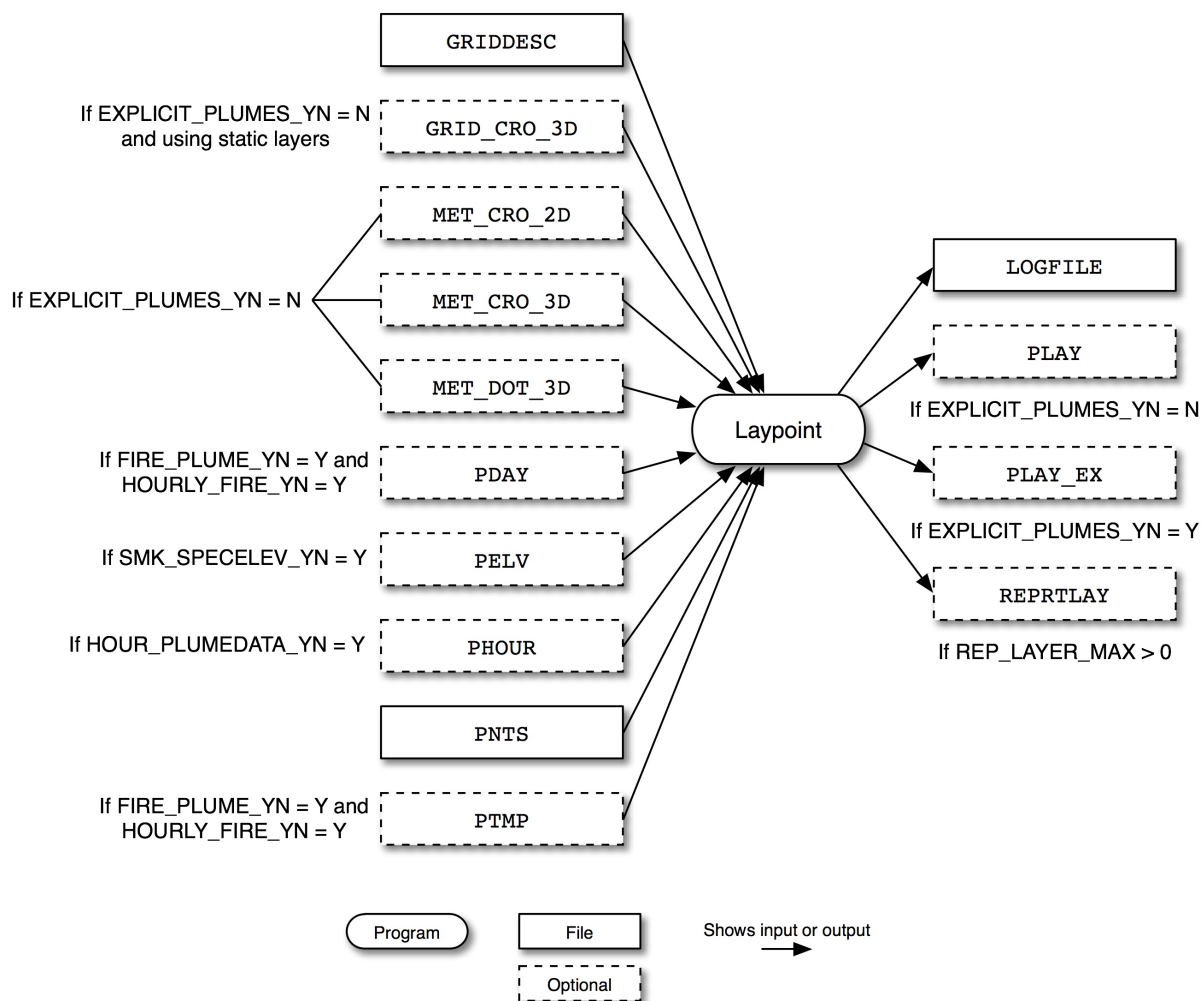 GRIDDESC
If EXPLICIT_PLUMES_YN = N
and using static layers
GRID_CRO_3D
MET_CRO_2D
If EXPLICIT_PLUMES_YN = N
MET_CRO_3D
MET_DOT_3D
If FIRE_PLUME_YN = Y and
HOURLY_FIRE_YN = Y
PDAY
If SMK_SPECELEV_YN = Y
PELV
If HOUR_PLUMEDATA_YN = Y
PHOUR
PNTS
If FIRE_PLUME_YN = Y and
HOURLY_FIRE_YN = Y
PTMP
Laypoint
LOGFILE
PLAY
If EXPLICIT_PLUMES_YN = N
PLAY_EX
If EXPLICIT_PLUMES_YN = Y
REPRTLAY
If REP_LAYER_MAX > 0
Program
File
Shows input or output
Optional